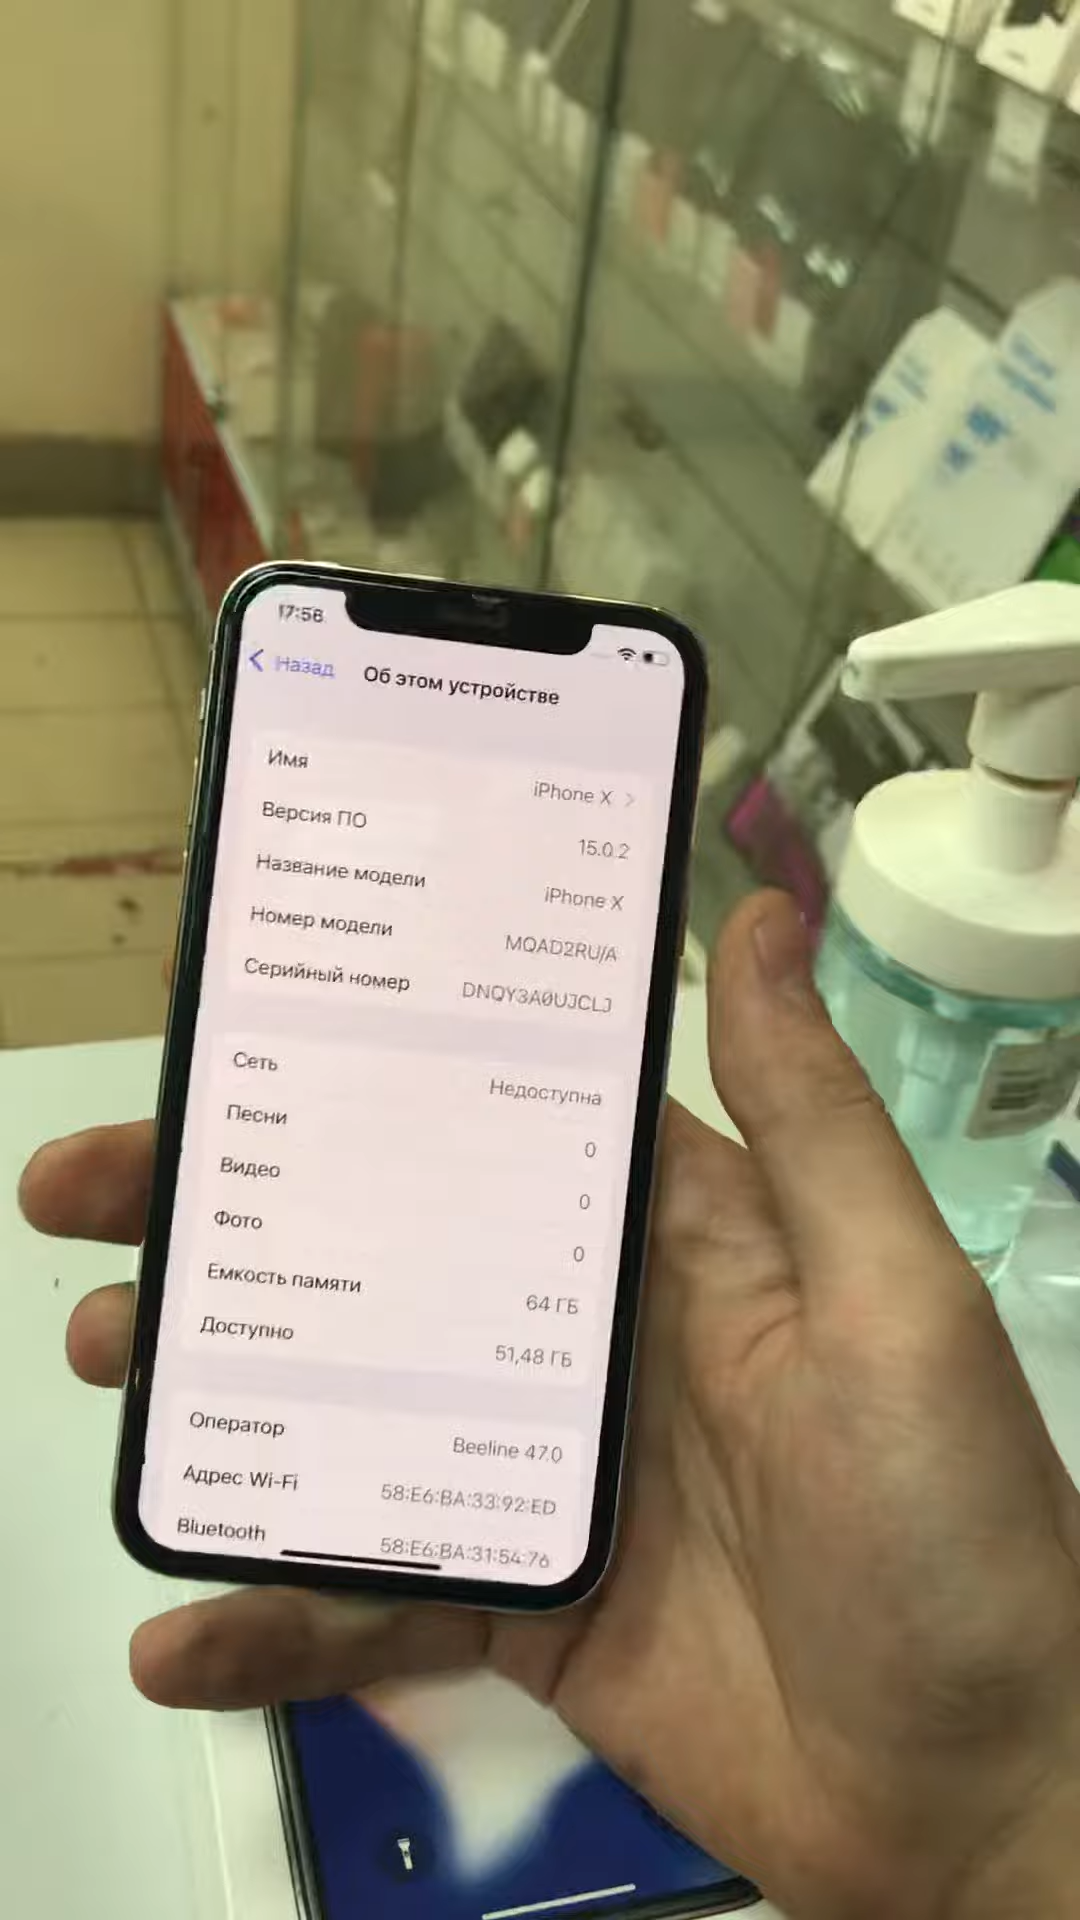 17:56
Назад
Об этом устройстве
Имя
iPhone X
Версия ПО
15.0.2
Название модели
iPhone X
Номер модели
MQAD2RU/A
Серийный номер
DNQY3A0UJCLJ
Сеть
Недоступна
Песни
0
Видео
0
Фото
0
Емкость памяти
64 ГБ
Доступно
51,48 ГБ
Оператор
Beeline 47.0
Адрес Wi-Fi
58:E6:BA:33:92:ED
Bluetooth
58:E6:BA:31:54:76